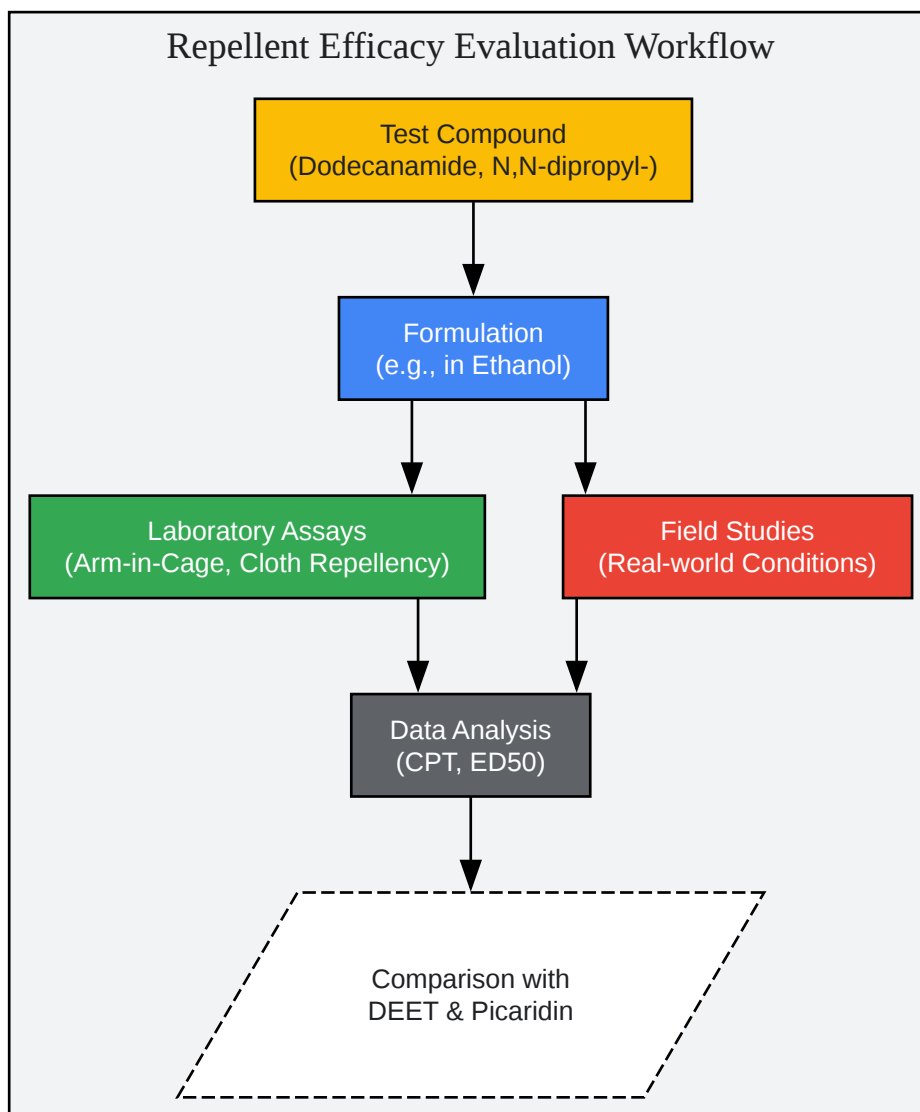 Repellent Efficacy Evaluation Workflow
Test Compound
(Dodecanamide, N,N-dipropyl-)
Formulation
(e.g., in Ethanol)
Laboratory Assays
(Arm-in-Cage, Cloth Repellency)
Field Studies
(Real-world Conditions)
Data Analysis
(CPT, ED50)
Comparison with
DEET & Picaridin